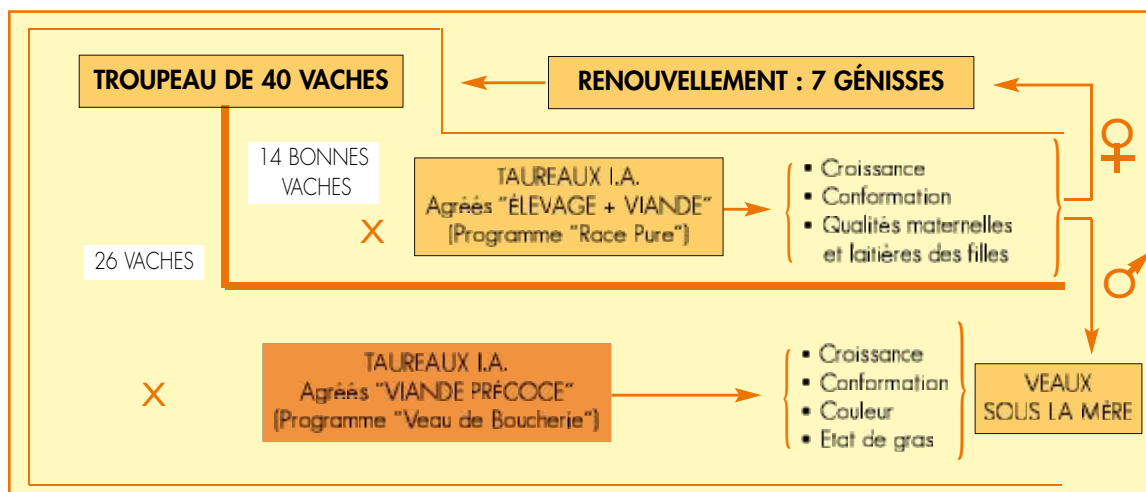 TROUPEAU DE 40 VACHES
RENOUVELLEMENT : 7 GÉNISSES
14 BONNES
VACHES
X
TAUREAUX I.A.
Agréés "ÉLEVAGE + VIANDE"
(Programme "Race Pure")
▪ Croissance
▪ Conformation
▪ Qualités maternelles
et laitières des filles
♀
26 VACHES
♂
X
TAUREAUX I.A.
Agréés "VIANDE PRÉCOCE"
(Programme "Veau de Boucherie")
• Croissance
• Conformation
• Couleur
• Etat de gras
VEAUX
SOUS LA MÈRE